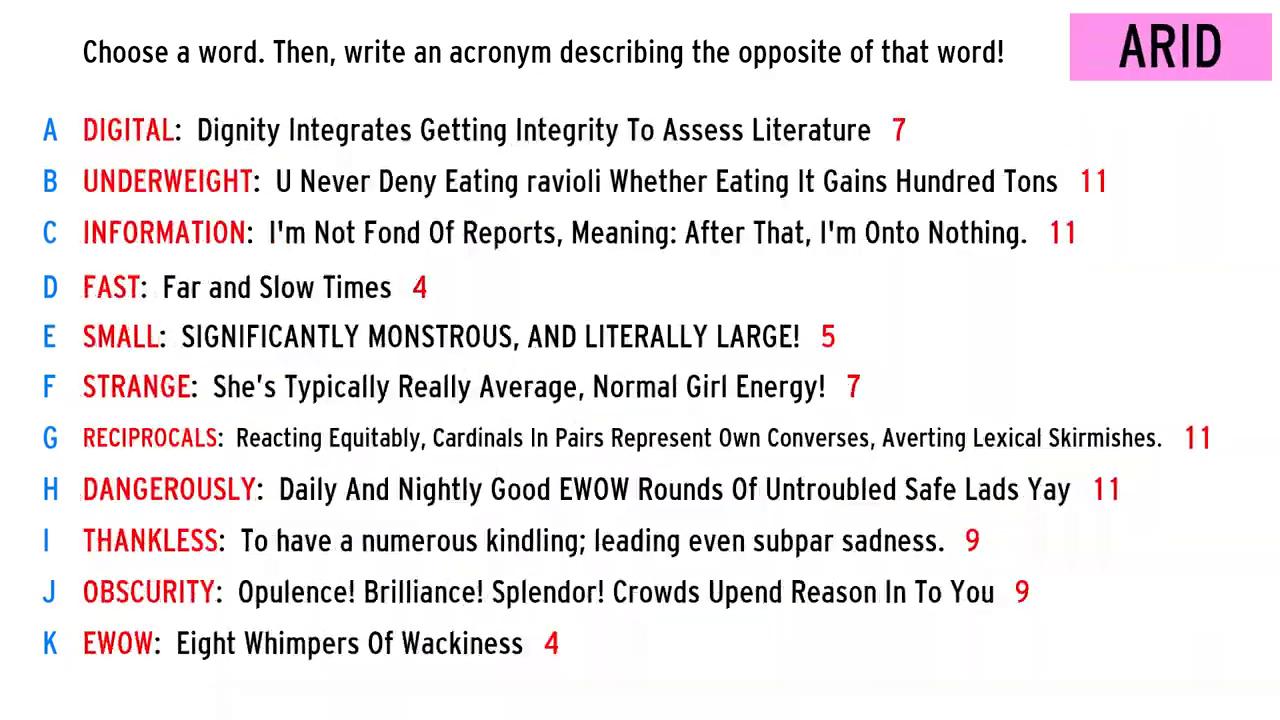 Choose a word. Then, write an acronym describing the opposite of that word!
ARID
A DIGITAL: Dignity Integrates Getting Integrity To Assess Literature 7
B UNDERWEIGHT: U Never Deny Eating ravioli Whether Eating It Gains Hundred Tons 11
C INFORMATION: I'm Not Fond Of Reports, Meaning: After That, I'm Onto Nothing. 11
D FAST: Far and Slow Times 4
E SMALL: SIGNIFICANTLY MONSTROUS, AND LITERALLY LARGE! 5
F STRANGE: She’s Typically Really Average, Normal Girl Energy! 7
G RECIPROCALS: Reacting Equitably, Cardinals In Pairs Represent Own Converses, Averting Lexical Skirmishes. 11
H DANGEROUSLY: Daily And Nightly Good EWOW Rounds Of Untroubled Safe Lads Yay 11
I THANKLESS: To have a numerous kindling; leading even subpar sadness. 9
J OBSCURITY: Opulence! Brilliance! Splendor! Crowds Upend Reason In To You 9
K EWOW: Eight Whimpers Of Wackiness 4